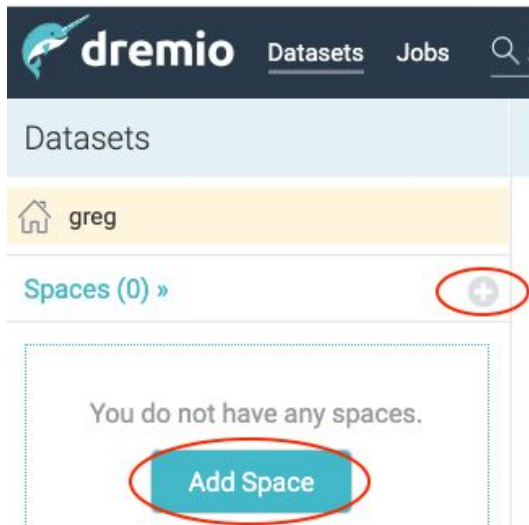 dremio Datasets Jobs
Datasets
greg
Spaces (0) »
You do not have any spaces.
Add Space